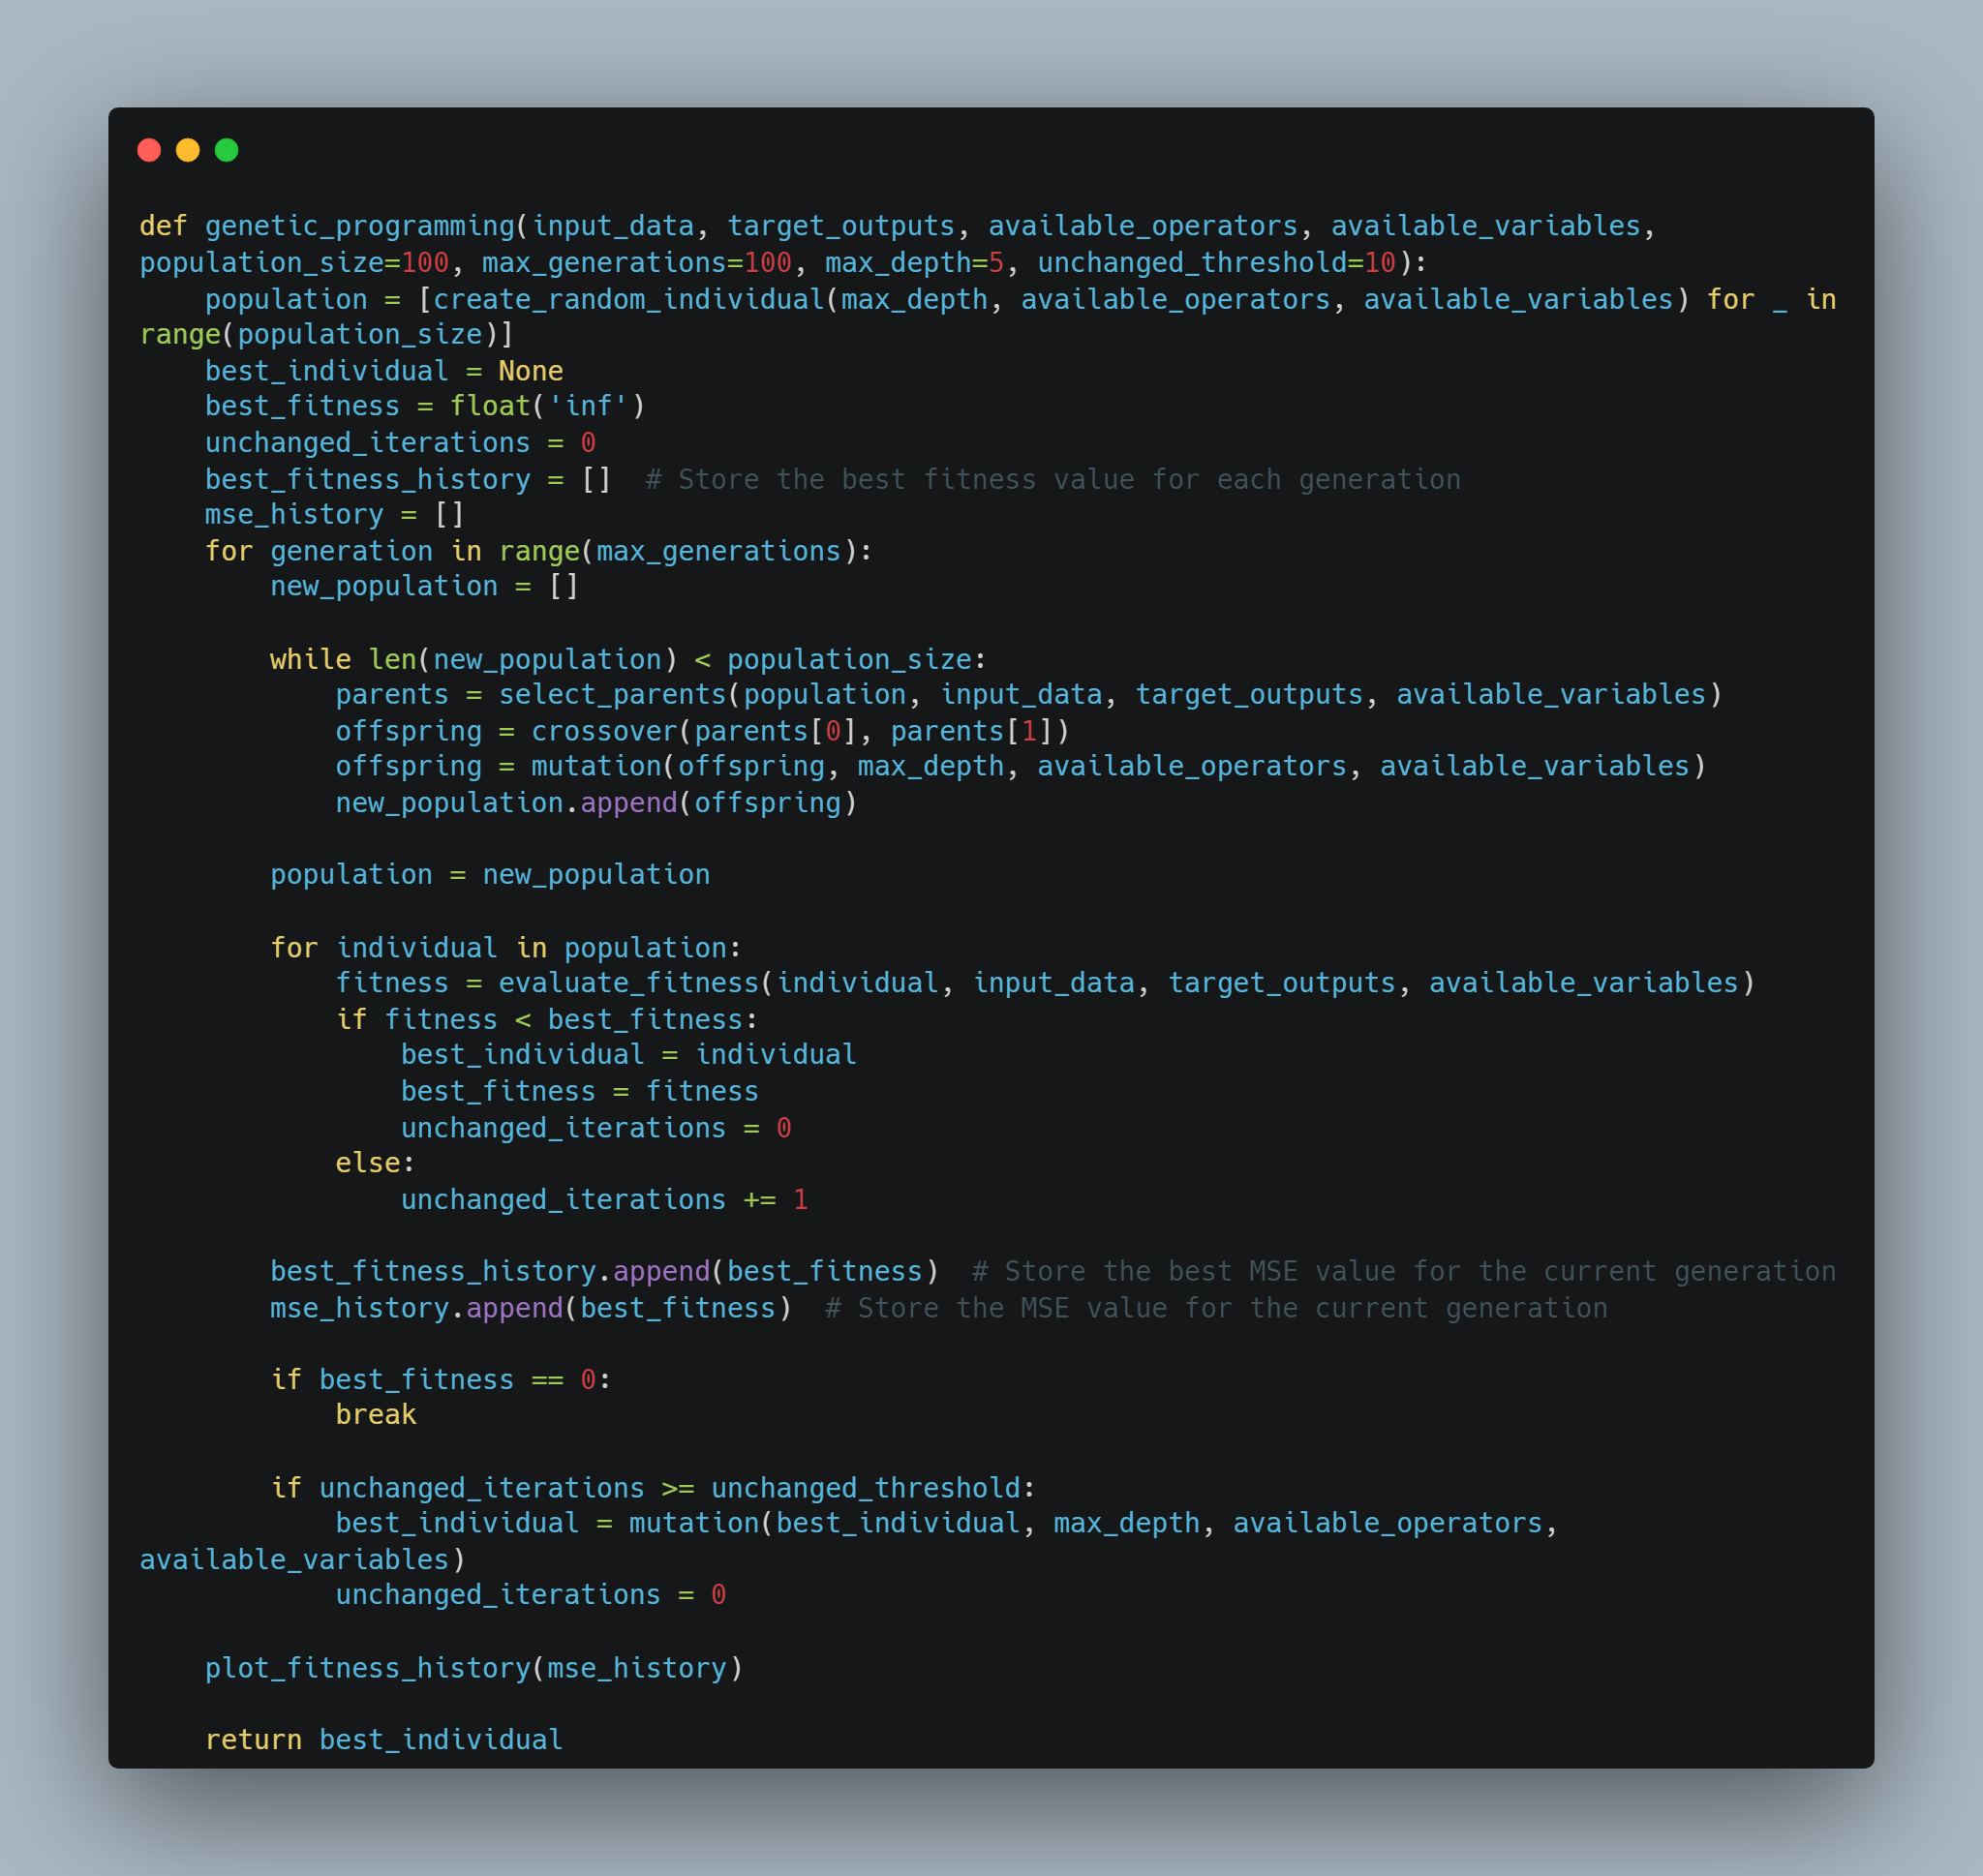 def genetic_programming(input_data, target_outputs, available_operators, available_variables,
population_size=100, max_generations=100, max_depth=5, unchanged_threshold=10):
    population = [create_random_individual(max_depth, available_operators, available_variables) for _ in
range(population_size)]
    best_individual = None
    best_fitness = float('inf')
    unchanged_iterations = 0
    best_fitness_history = []  # Store the best fitness value for each generation
    mse_history = []
    for generation in range(max_generations):
        new_population = []

        while len(new_population) < population_size:
            parents = select_parents(population, input_data, target_outputs, available_variables)
            offspring = crossover(parents[0], parents[1])
            offspring = mutation(offspring, max_depth, available_operators, available_variables)
            new_population.append(offspring)

        population = new_population

        for individual in population:
            fitness = evaluate_fitness(individual, input_data, target_outputs, available_variables)
            if fitness < best_fitness:
                best_individual = individual
                best_fitness = fitness
                unchanged_iterations = 0
            else:
                unchanged_iterations += 1

        best_fitness_history.append(best_fitness)  # Store the best MSE value for the current generation
        mse_history.append(best_fitness)  # Store the MSE value for the current generation

        if best_fitness == 0:
            break

        if unchanged_iterations >= unchanged_threshold:
            best_individual = mutation(best_individual, max_depth, available_operators,
available_variables)
            unchanged_iterations = 0

    plot_fitness_history(mse_history)

    return best_individual